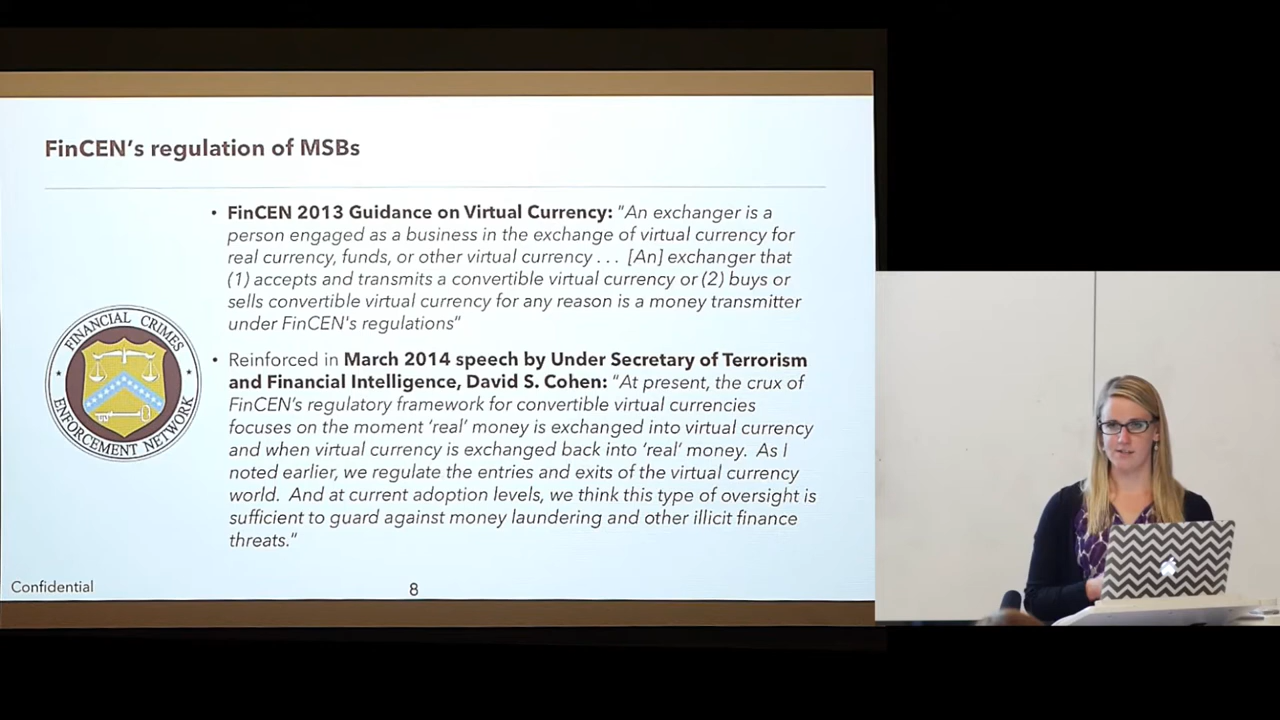 FinCEN's regulation of MSBs
• FinCEN 2013 Guidance on Virtual Currency: "An exchanger is a
person engaged as a business in the exchange of virtual currency for
real currency, funds, or other virtual currency . . . [An] exchanger that
(1) accepts and transmits a convertible virtual currency or (2) buys or
sells convertible virtual currency for any reason is a money transmitter
under FinCEN's regulations"
• Reinforced in March 2014 speech by Under Secretary of Terrorism
and Financial Intelligence, David S. Cohen: "At present, the crux of
FinCEN's regulatory framework for convertible virtual currencies
focuses on the moment 'real' money is exchanged into virtual currency
and when virtual currency is exchanged back into 'real' money. As I
noted earlier, we regulate the entries and exits of the virtual currency
world. And at current adoption levels, we think this type of oversight is
sufficient to guard against money laundering and other illicit finance
threats."
FINANCIAL CRIMES
ENFORCEMENT NETWORK
Confidential
8